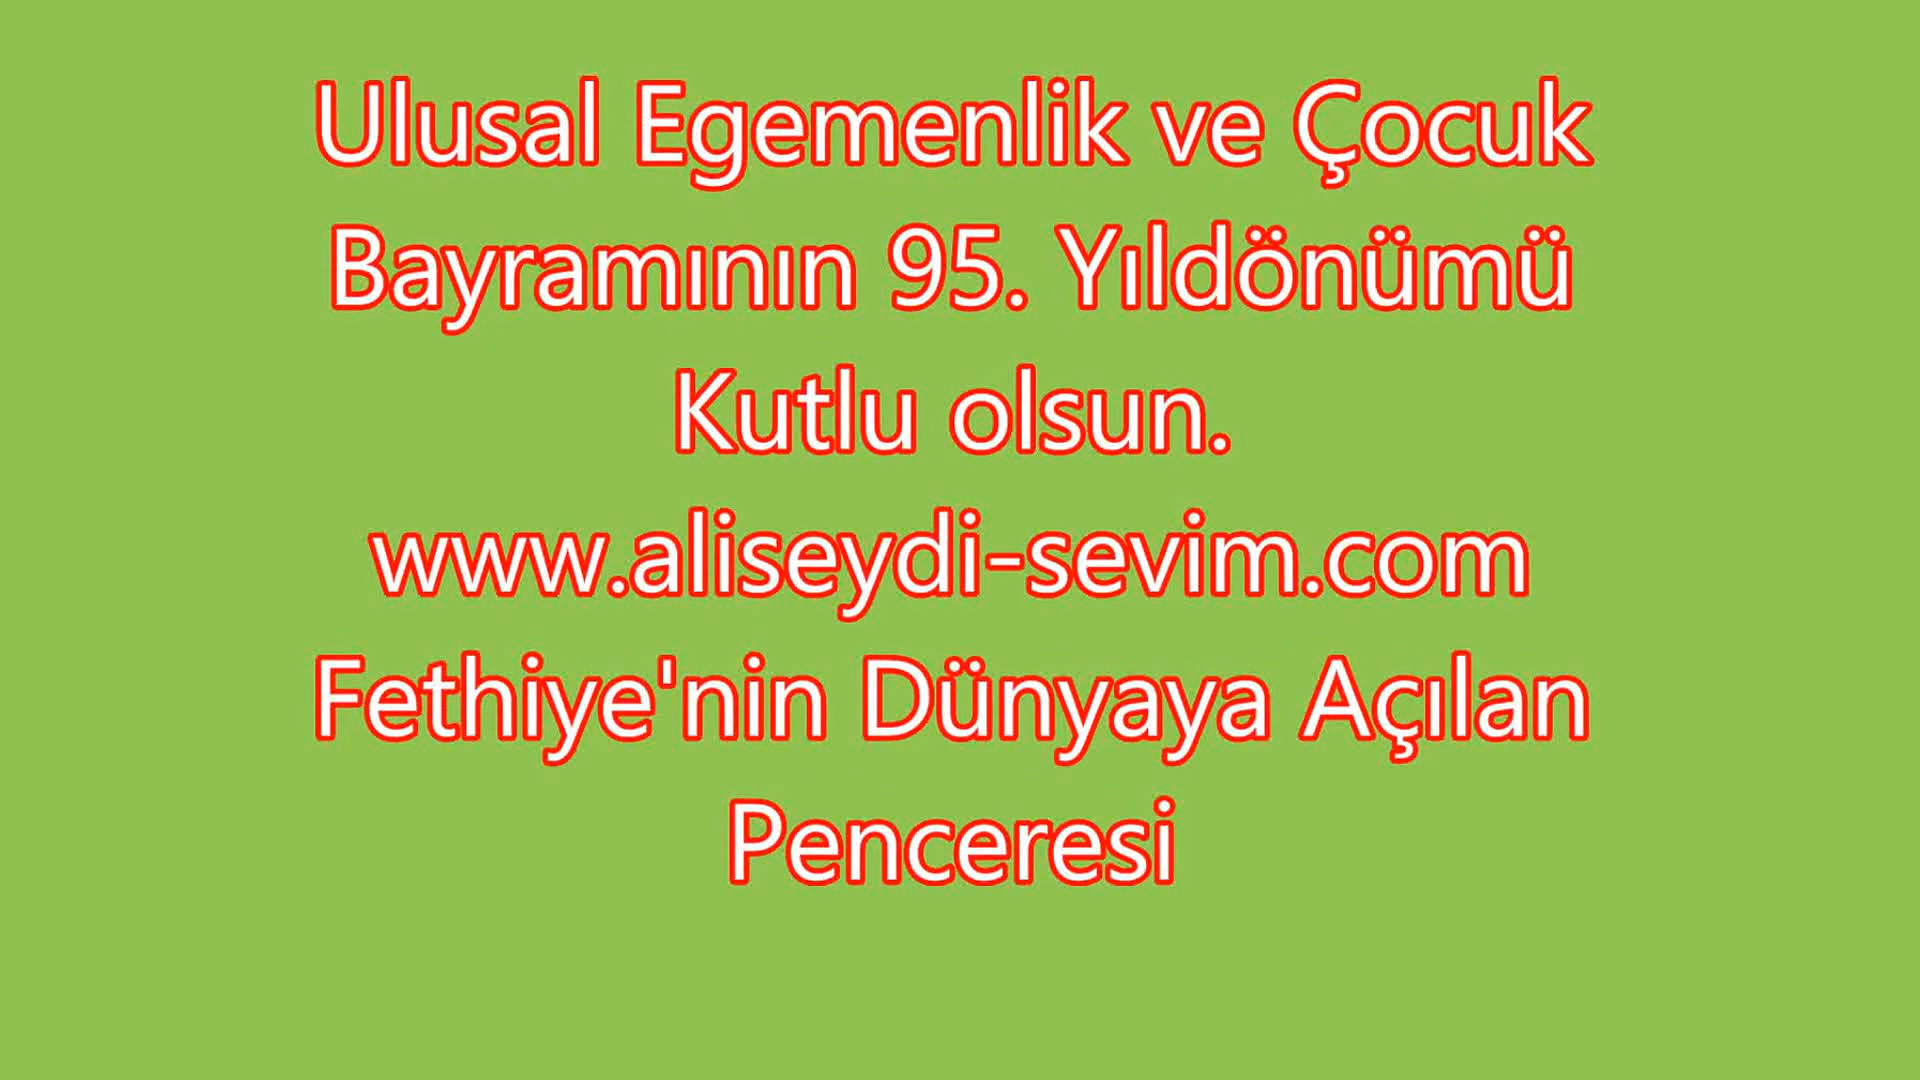 Ulusal Egemenlik ve Çocuk
Bayramının 95. Yıldönümü
Kutlu olsun.
www.aliseydi-sevim.com
Fethiye'nin Dünyaya Açılan
Penceresi